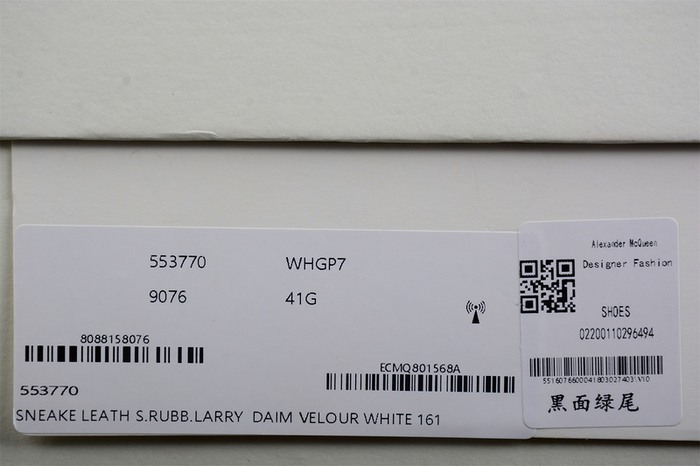 553770 WHGP7
9076 41G
8088158076
ECMQ801568A
553770
SNEAKE LEATH S.RUBB.LARRY DAIM VELOUR WHITE 161
Alexander McQueen
Designer Fashion
SHOES
02200110296494
黑面绿尾